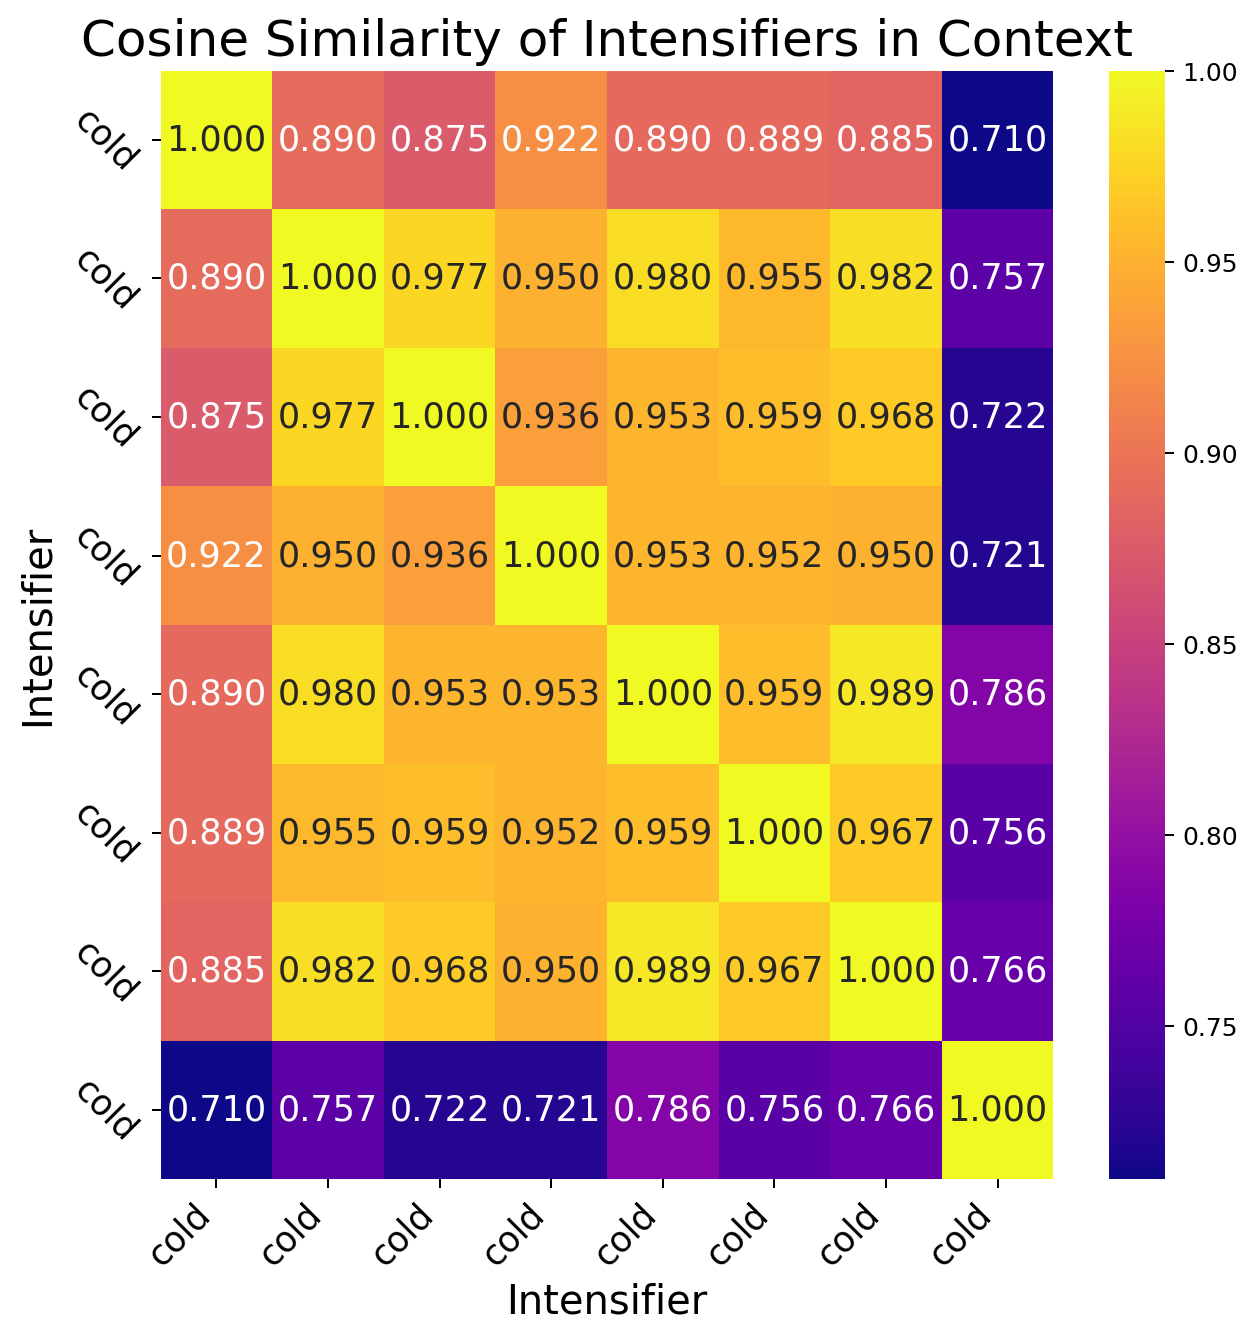 Cosine Similarity of Intensifiers in Context
cold 1.000 0.890 0.875 0.922 0.890 0.889 0.885 0.710
cold 0.890 1.000 0.977 0.950 0.980 0.955 0.982 0.757
cold 0.875 0.977 1.000 0.936 0.953 0.959 0.968 0.722
cold 0.922 0.950 0.936 1.000 0.953 0.952 0.950 0.721
cold 0.890 0.980 0.953 0.953 1.000 0.959 0.989 0.786
cold 0.889 0.955 0.959 0.952 0.959 1.000 0.967 0.756
cold 0.885 0.982 0.968 0.950 0.989 0.967 1.000 0.766
cold 0.710 0.757 0.722 0.721 0.786 0.756 0.766 1.000
cold cold cold cold cold cold cold cold
Intensifier
Intensifier
1.00
0.95
0.90
0.85
0.80
0.75